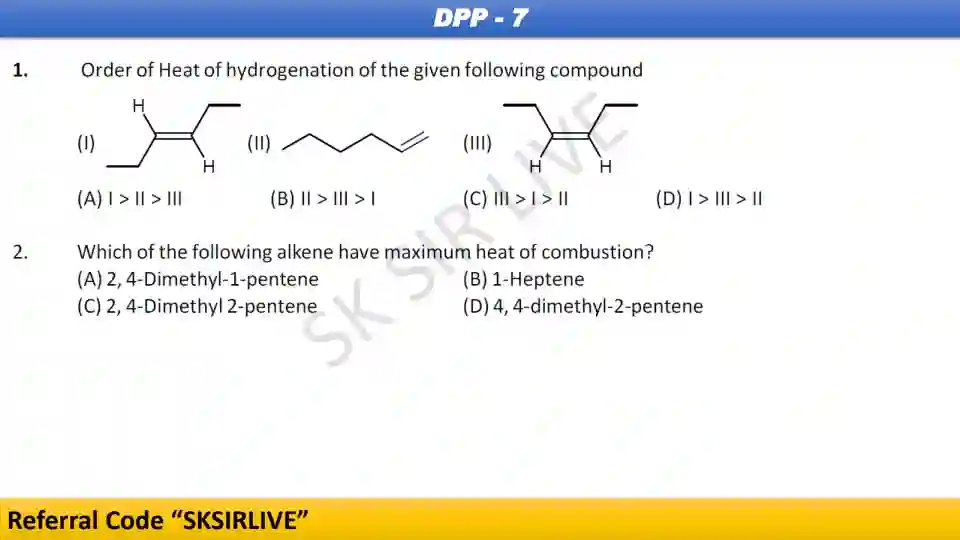 DPP - 7
1. Order of Heat of hydrogenation of the given following compound
H
(I) (II) (III)
H H H
(A) I > II > III (B) II > III > I (C) III > I > II (D) I > III > II
2. Which of the following alkene have maximum heat of combustion?
(A) 2, 4-Dimethyl-1-pentene (B) 1-Heptene
(C) 2, 4-Dimethyl 2-pentene (D) 4, 4-dimethyl-2-pentene
SK SIR LIVE
Referral Code “SKSIRLIVE”